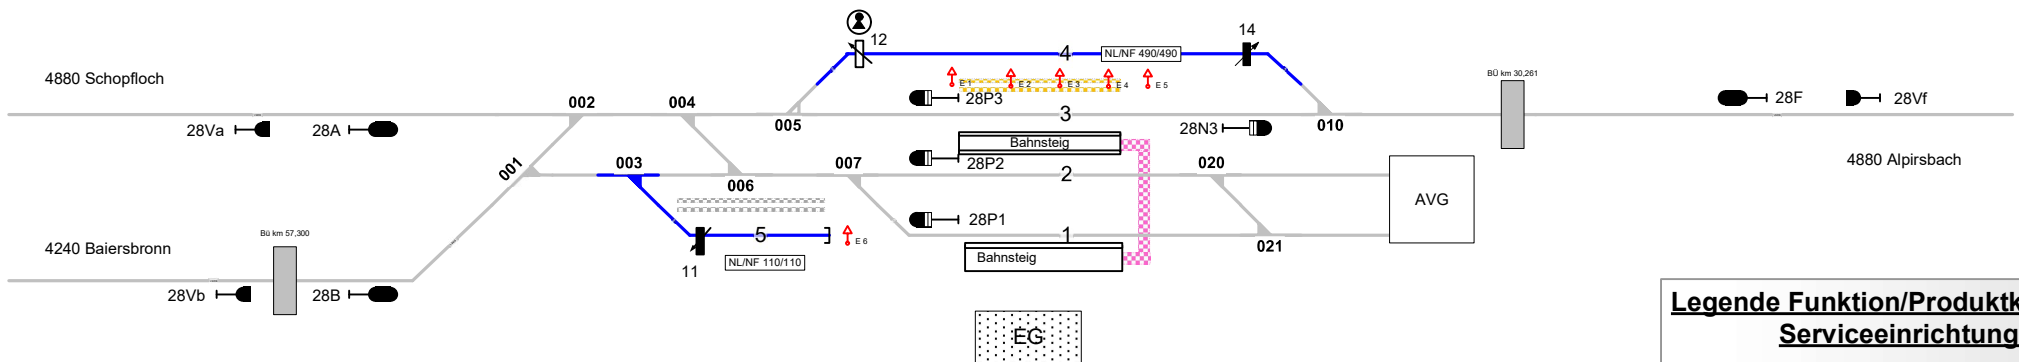 12
14
4
NL/NF 490/490
4880 Schopfloch
BÜ km 30,261
E 1
E 2
E 3
E 4
E 5
28P3
28F
28Vf
002
004
005
3
010
28Va
28A
28N3
Bahnsteig
4880 Alpirsbach
001
003
007
28P2
020
006
2
AVG
28P1
4240 Baiersbronn
Bü km 57,300
5
E 6
1
021
11
NL/NF 110/110
Bahnsteig
28Vb
28B
EG
Legende Funktion/Produktk
Serviceeinrichtung